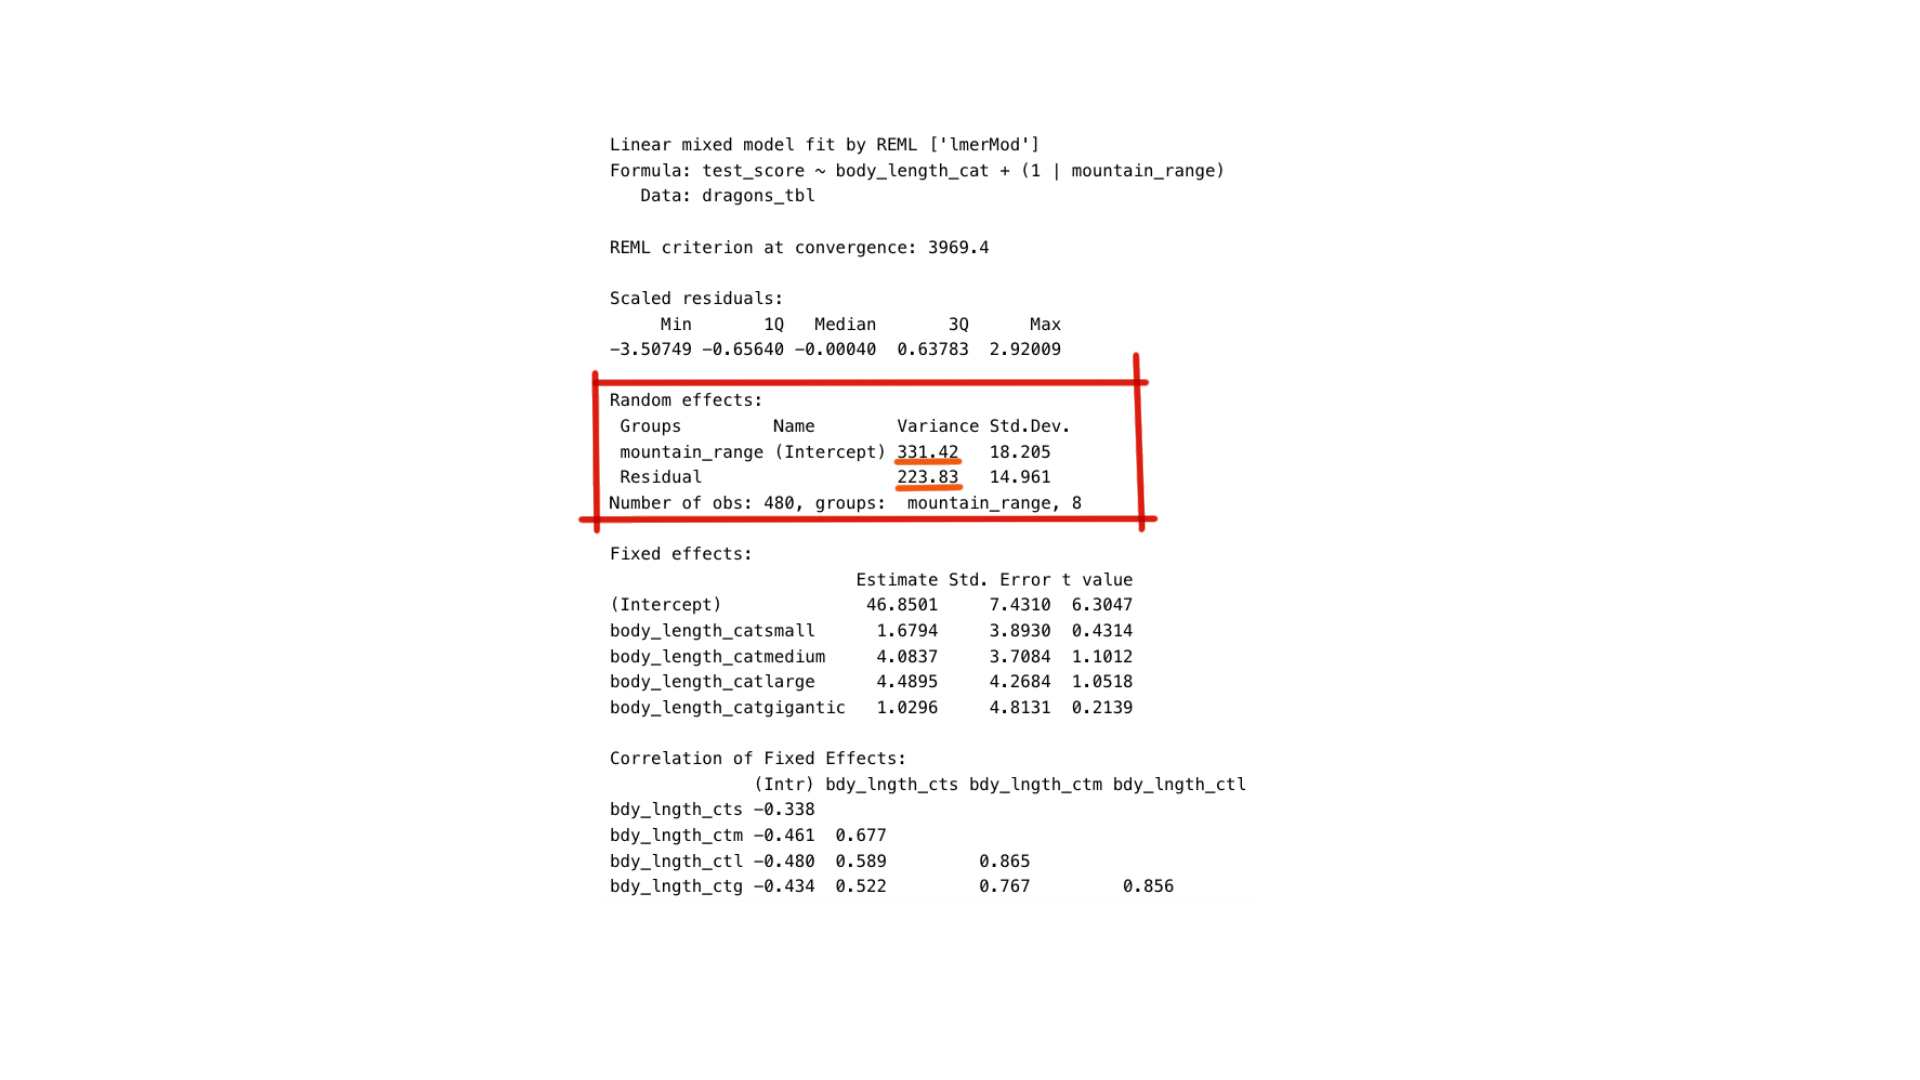 Linear mixed model fit by REML ['lmerMod']
Formula: test_score ~ body_length_cat + (1 | mountain_range)
   Data: dragons_tbl
REML criterion at convergence: 3969.4
Scaled residuals:
     Min       1Q   Median       3Q      Max
−3.50749 −0.65640 −0.00040  0.63783  2.92009
Random effects:
 Groups         Name        Variance Std.Dev.
 mountain_range (Intercept) 331.42   18.205
 Residual                   223.83   14.961
Number of obs: 480, groups:  mountain_range, 8
Fixed effects:
                        Estimate Std. Error t value
(Intercept)              46.8501     7.4310  6.3047
body_length_catsmall      1.6794     3.8930  0.4314
body_length_catmedium     4.0837     3.7084  1.1012
body_length_catlarge      4.4895     4.2684  1.0518
body_length_catgigantic   1.0296     4.8131  0.2139
Correlation of Fixed Effects:
              (Intr) bdy_lngth_cts bdy_lngth_ctm bdy_lngth_ctl
bdy_lngth_cts −0.338
bdy_lngth_ctm −0.461  0.677
bdy_lngth_ctl −0.480  0.589         0.865
bdy_lngth_ctg −0.434  0.522         0.767         0.856